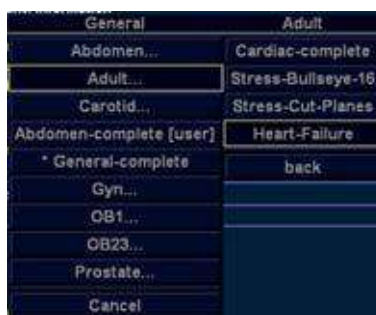 General
Abdomen...
Adult...
Carotid...
Abdomen-complete [user]
* General-complete
Gyn...
OB1...
OB23...
Prostate...
Cancel
Adult
Cardiac-complete
Stress-Bullseye-16
Stress-Cut-Planes
Heart-Failure
back